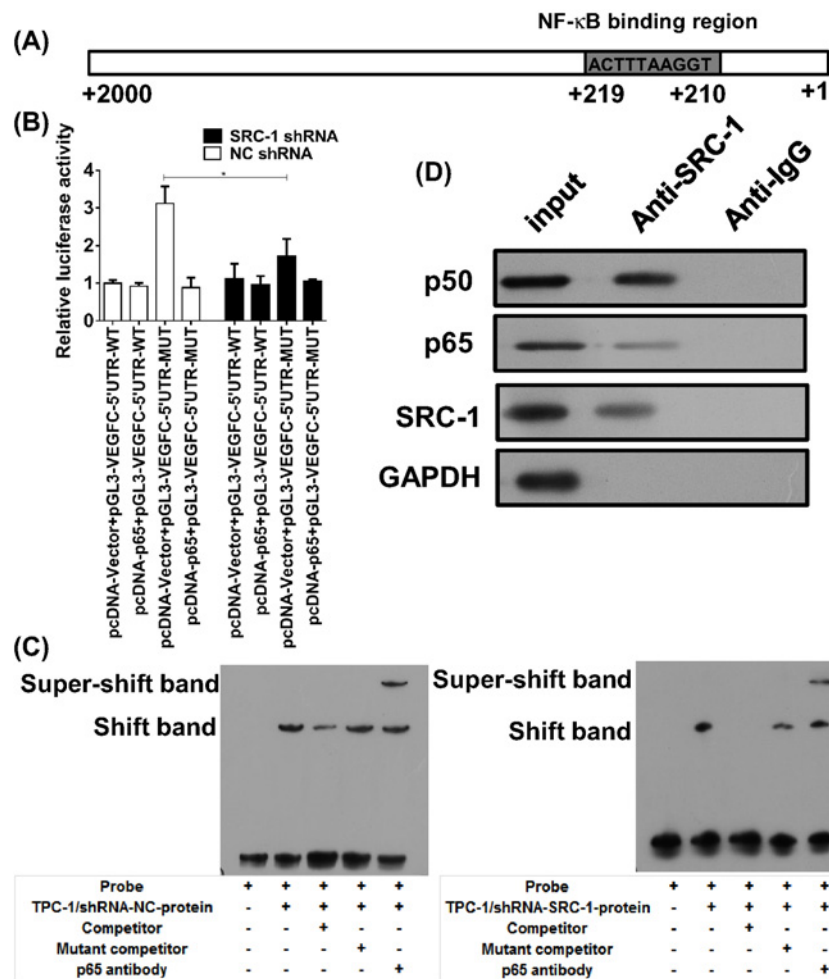 (A)
NF-κB binding region
ACTTTAAGGT
+2000
+219
+210
+1
(B)
SRC-1 shRNA
NC shRNA
*
Relative luciferase activity
4
3
2
1
0
pcDNA-Vector+pGL3-VEGFC-5'UTR-WT
pcDNA-p65+pGL3-VEGFC-5'UTR-WT
pcDNA-Vector+pGL3-VEGFC-5'UTR-MUT
pcDNA-p65+pGL3-VEGFC-5'UTR-MUT
pcDNA-Vector+pGL3-VEGFC-5'UTR-WT
pcDNA-p65+pGL3-VEGFC-5'UTR-WT
pcDNA-Vector+pGL3-VEGFC-5'UTR-MUT
pcDNA-p65+pGL3-VEGFC-5'UTR-MUT
(D)
input
Anti-SRC-1
Anti-IgG
p50
p65
SRC-1
GAPDH
(C)
Super-shift band
Shift band
Probe + + + + +
TPC-1/shRNA-NC-protein - + + + +
Competitor - - + - -
Mutant competitor - - - + -
p65 antibody - - - - +
Super-shift band
Shift band
Probe + + + + +
TPC-1/shRNA-SRC-1-protein - + + + +
Competitor - - + - -
Mutant competitor - - - + -
p65 antibody - - - - +